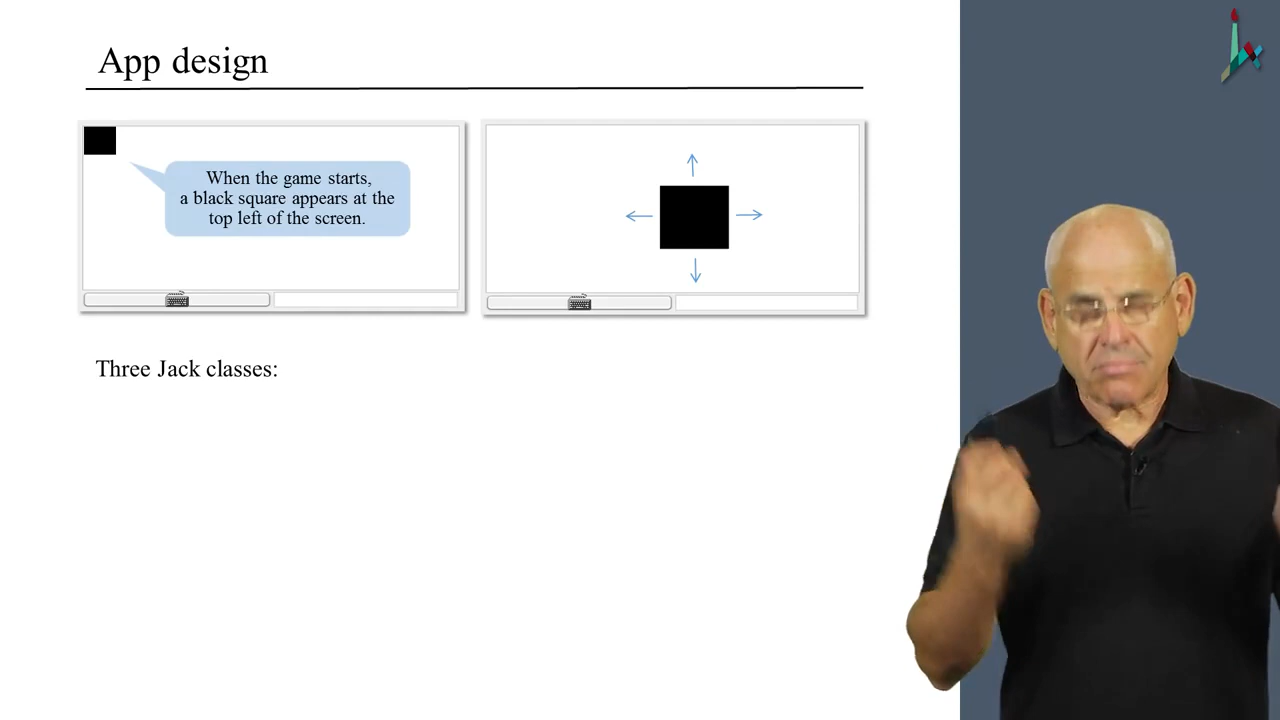 App design
When the game starts,
a black square appears at the
top left of the screen.
Three Jack classes: